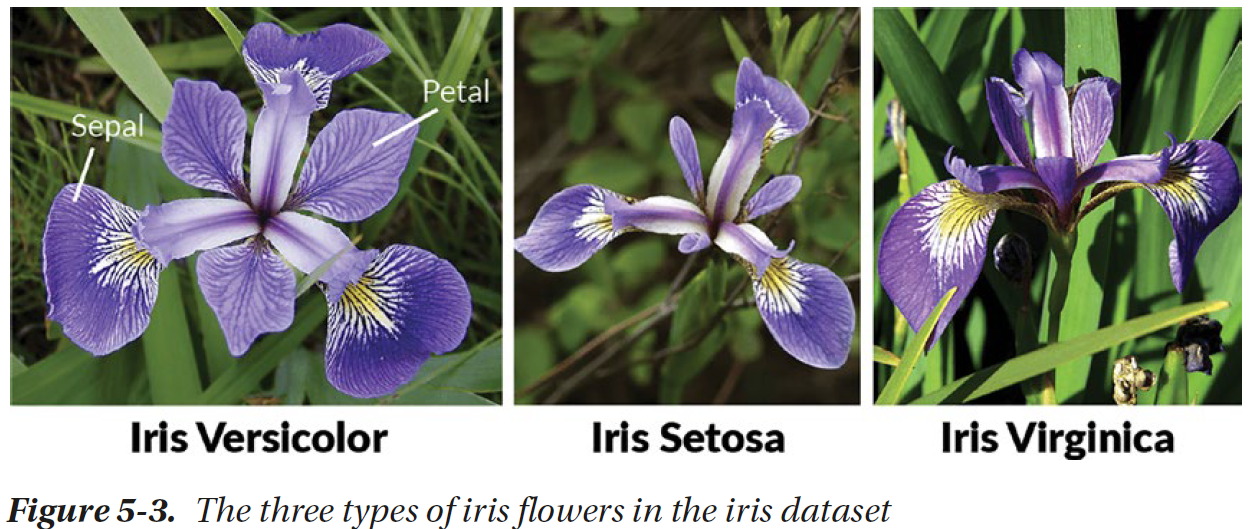 Sepal
Petal
Iris Versicolor
Iris Setosa
Iris Virginica
Figure 5-3. The three types of iris flowers in the iris dataset